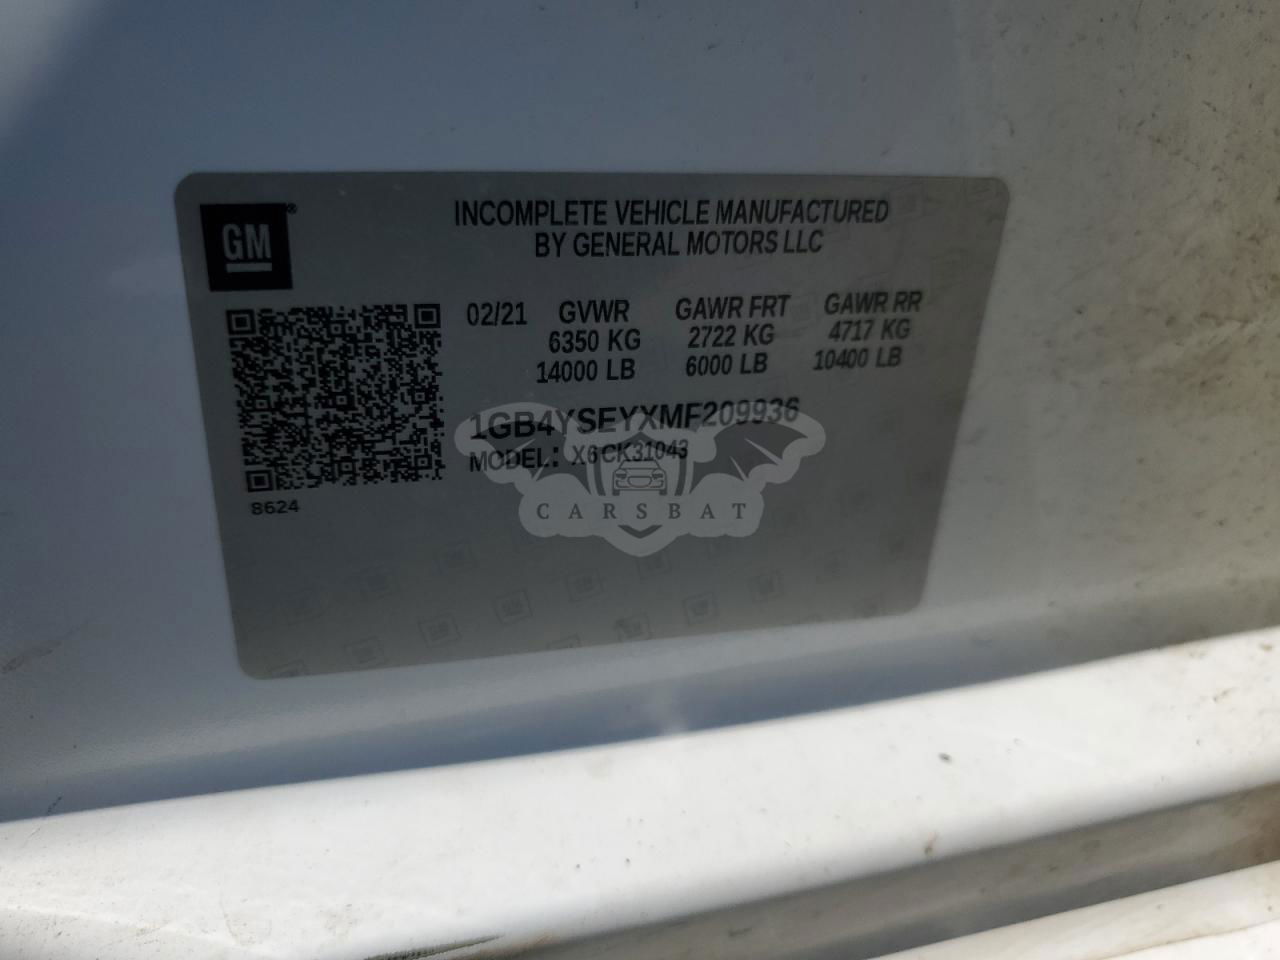 GM®
INCOMPLETE VEHICLE MANUFACTURED
BY GENERAL MOTORS LLC
02/21 GVWR GAWR FRT GAWR RR
6350 KG 2722 KG 4717 KG
14000 LB 6000 LB 10400 LB
1GB4YSEYXMF209936
MODEL: X6CK31043
8624
CARSBAT